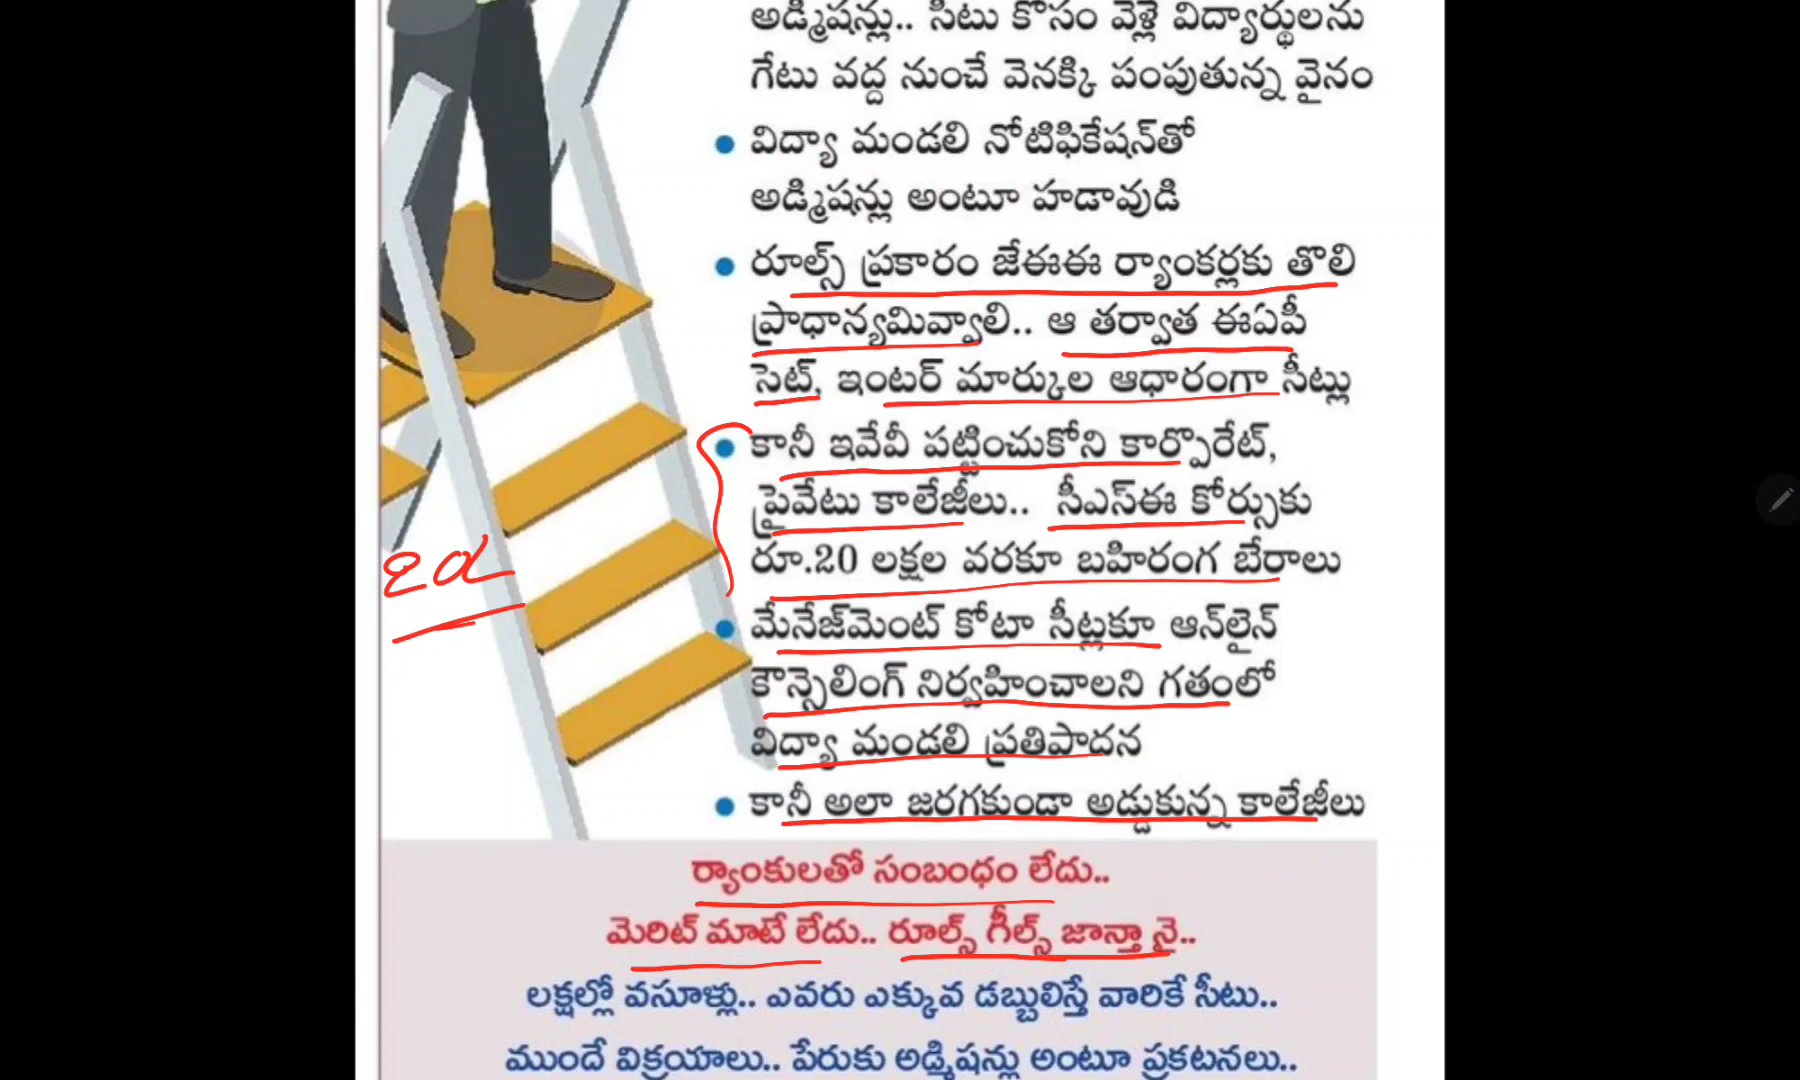 అడ్మిషన్లు.. సీటు కోసం వెళ్లే విద్యార్థులను
గేటు వద్ద నుంచే వెనక్కి పంపుతున్న వైనం
విద్యా మండలి నోటిఫికేషన్‌తో
అడ్మిషన్లు అంటూ హడావుడి
రూల్స్ ప్రకారం జేఈఈ ర్యాంకర్లకు తొలి
ప్రాధాన్యమివ్వాలి.. ఆ తర్వాత ఈఏపీ
సెట్, ఇంటర్ మార్కుల ఆధారంగా సీట్లు
కానీ ఇవేవీ పట్టించుకోని కార్పొరేట్,
ప్రైవేటు కాలేజీలు.. సీఎస్ఈ కోర్సుకు
రూ.20 లక్షల వరకూ బహిరంగ బేరాలు
మేనేజ్‌మెంట్ కోటా సీట్లకూ ఆన్‌లైన్
కౌన్సెలింగ్ నిర్వహించాలని గతంలో
విద్యా మండలి ప్రతిపాదన
కానీ అలా జరగకుండా అడ్డుకున్న కాలేజీలు
ర్యాంకులతో సంబంధం లేదు..
మెరిట్ మాటే లేదు.. రూల్స్ గీల్స్ జాన్తా నై..
లక్షల్లో వసూళ్లు.. ఎవరు ఎక్కువ డబ్బులిస్తే వారికే సీటు..
ముందే విక్రయాలు.. పేరుకు అడ్మిషన్లు అంటూ ప్రకటనలు..